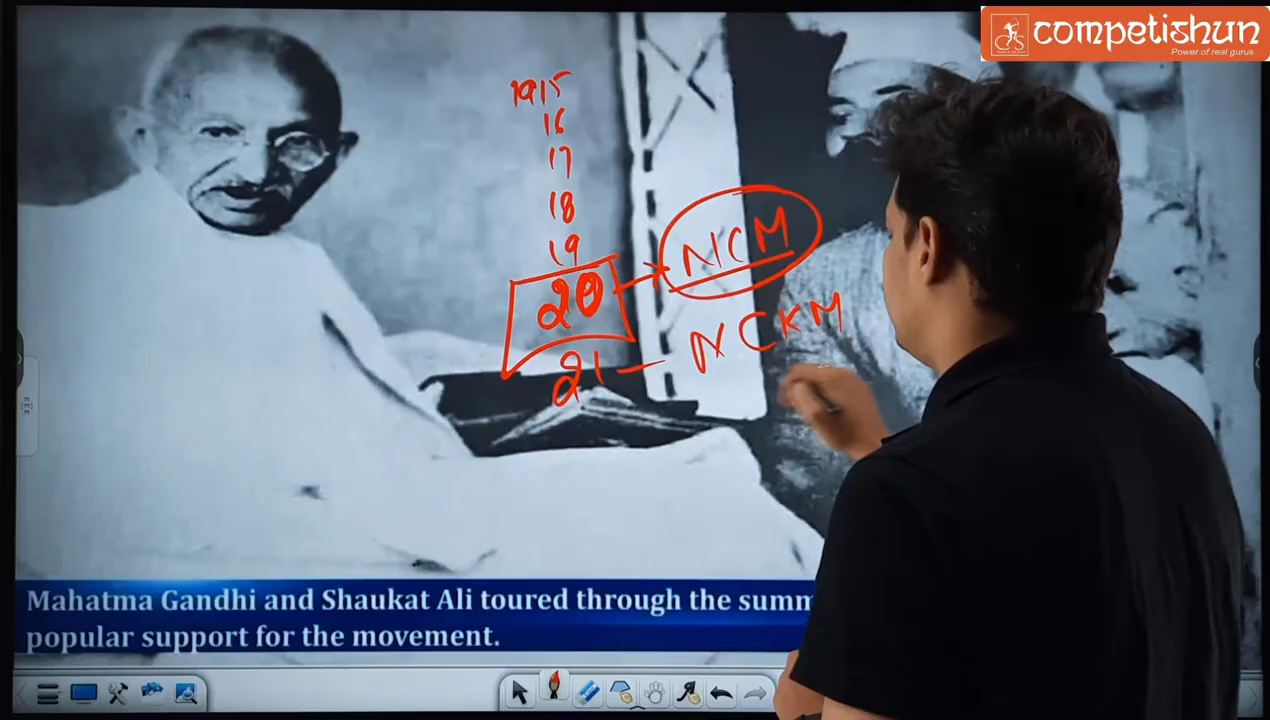 competishun
Power of real gurus
1915
16
17
18
19
20 NCM
21 — NCKM
Mahatma Gandhi and Shaukat Ali toured through the summ
popular support for the movement.